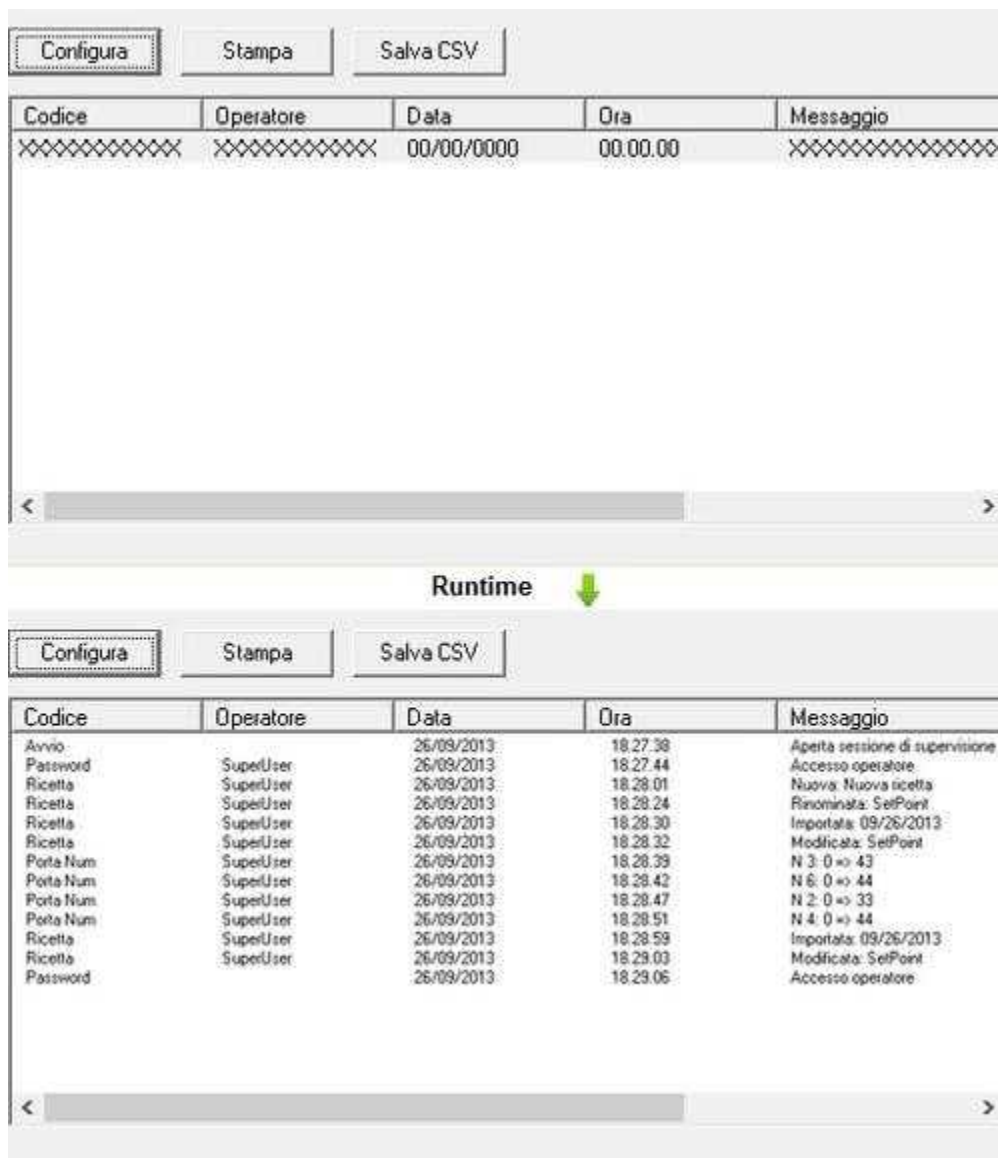 Configura Stampa Salva CSV
Codice Operatore Data Ora Messaggio
XXXXXXXXXXXX XXXXXXXXXXXX 00/00/0000 00.00.00 XXXXXXXXXXXXXXX
Runtime
Configura Stampa Salva CSV
Codice Operatore Data Ora Messaggio
Avvio 26/09/2013 18.27.38 Aperta sessione di supervisione
Password SuperUser 26/09/2013 18.27.44 Accesso operatore
Ricetta SuperUser 26/09/2013 18.28.01 Nuova: Nuova ricetta
Ricetta SuperUser 26/09/2013 18.28.24 Rinominata: SetPoint
Ricetta SuperUser 26/09/2013 18.28.30 Importata: 09/26/2013
Ricetta SuperUser 26/09/2013 18.28.32 Modificata: SetPoint
Porta Num SuperUser 26/09/2013 18.28.39 N 3: 0 => 43
Porta Num SuperUser 26/09/2013 18.28.42 N 6: 0 => 44
Porta Num SuperUser 26/09/2013 18.28.47 N 2: 0 => 33
Porta Num SuperUser 26/09/2013 18.28.51 N 4: 0 => 44
Ricetta SuperUser 26/09/2013 18.28.59 Importata: 09/26/2013
Ricetta SuperUser 26/09/2013 18.29.03 Modificata: SetPoint
Password 26/09/2013 18.29.06 Accesso operatore